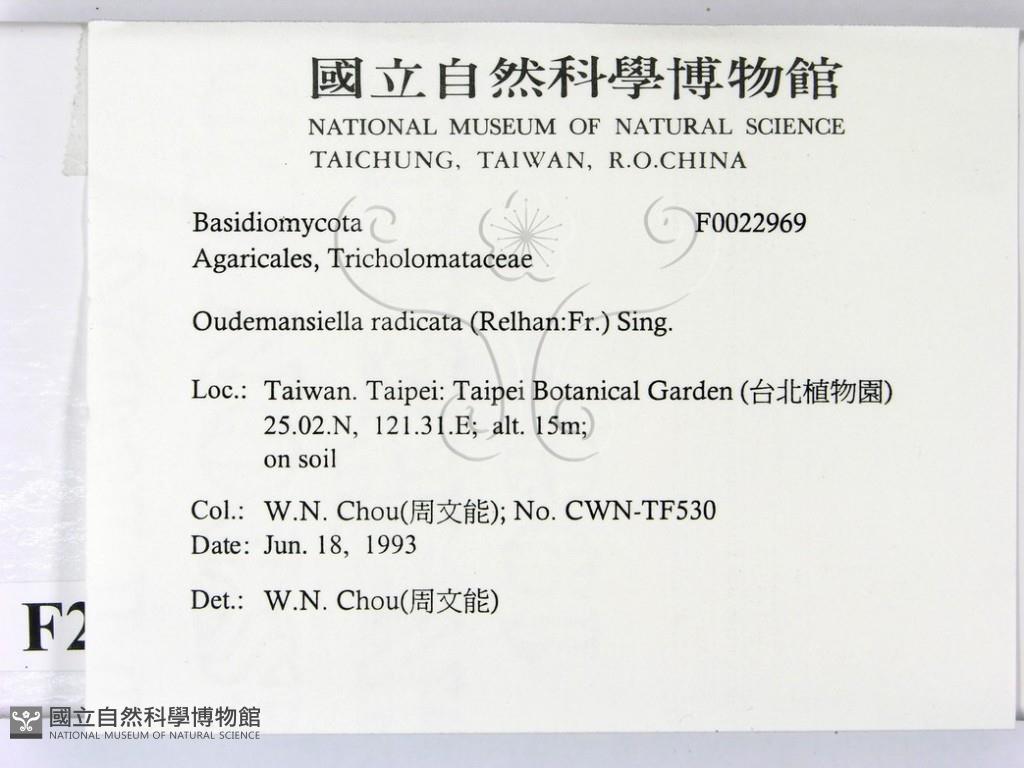 國立自然科學博物館
NATIONAL MUSEUM OF NATURAL SCIENCE
TAICHUNG, TAIWAN, R.O.CHINA
Basidiomycota F0022969
Agaricales, Tricholomataceae
Oudemansiella radicata (Relhan:Fr.) Sing.
Loc.: Taiwan. Taipei: Taipei Botanical Garden (台北植物園)
25.02.N, 121.31.E; alt. 15m;
on soil
Col.: W.N. Chou(周文能); No. CWN-TF530
Date: Jun. 18, 1993
Det.: W.N. Chou(周文能)
F2
國立自然科學博物館
NATIONAL MUSEUM OF NATURAL SCIENCE